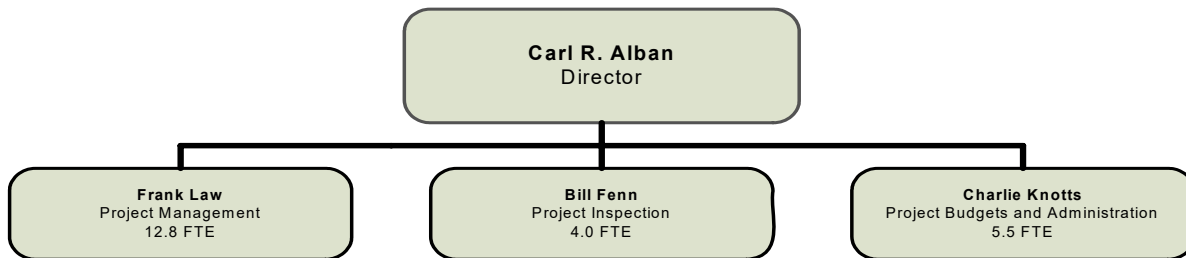 Carl R. Alban
Director
Frank Law
Project Management
12.8 FTE
Bill Fenn
Project Inspection
4.0 FTE
Charlie Knotts
Project Budgets and Administration
5.5 FTE